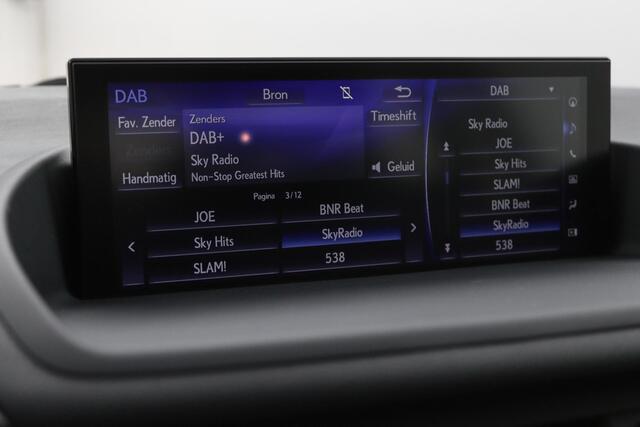 DAB
Bron
Fav. Zender
Zenders
Handmatig
Zenders
DAB+
Sky Radio
Non-Stop Greatest Hits
Timeshift
Geluid
Pagina 3/12
JOE
BNR Beat
Sky Hits
SkyRadio
SLAM!
538
DAB
Sky Radio
JOE
Sky Hits
SLAM!
BNR Beat
SkyRadio
538